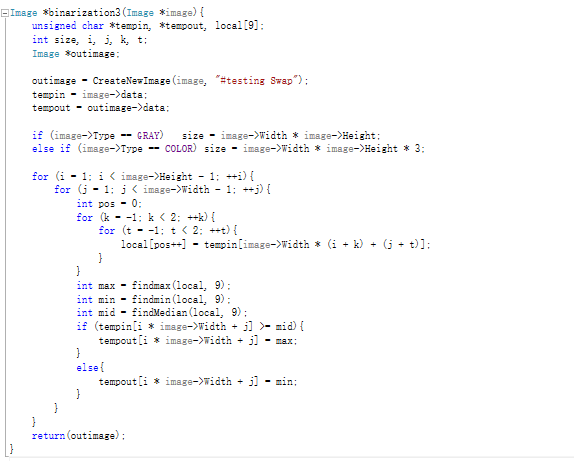 Image *binarization3(Image *image){
unsigned char *tempin, *tempout, local[9];
int size, i, j, k, t;
Image *outimage;
outimage = CreateNewImage(image, "#testing Swap");
tempin = image->data;
tempout = outimage->data;
if (image->Type == GRAY)   size = image->Width * image->Height;
else if (image->Type == COLOR) size = image->Width * image->Height * 3;
for (i = 1; i < image->Height - 1; ++i){
for (j = 1; j < image->Width - 1; ++j){
int pos = 0;
for (k = -1; k < 2; ++k){
for (t = -1; t < 2; ++t){
local[pos++] = tempin[image->Width * (i + k) + (j + t)];
}
}
int max = findmax(local, 9);
int min = findmin(local, 9);
int mid = findMedian(local, 9);
if (tempin[i * image->Width + j] >= mid){
tempout[i * image->Width + j] = max;
}
else{
tempout[i * image->Width + j] = min;
}
}
}
return(outimage);
}